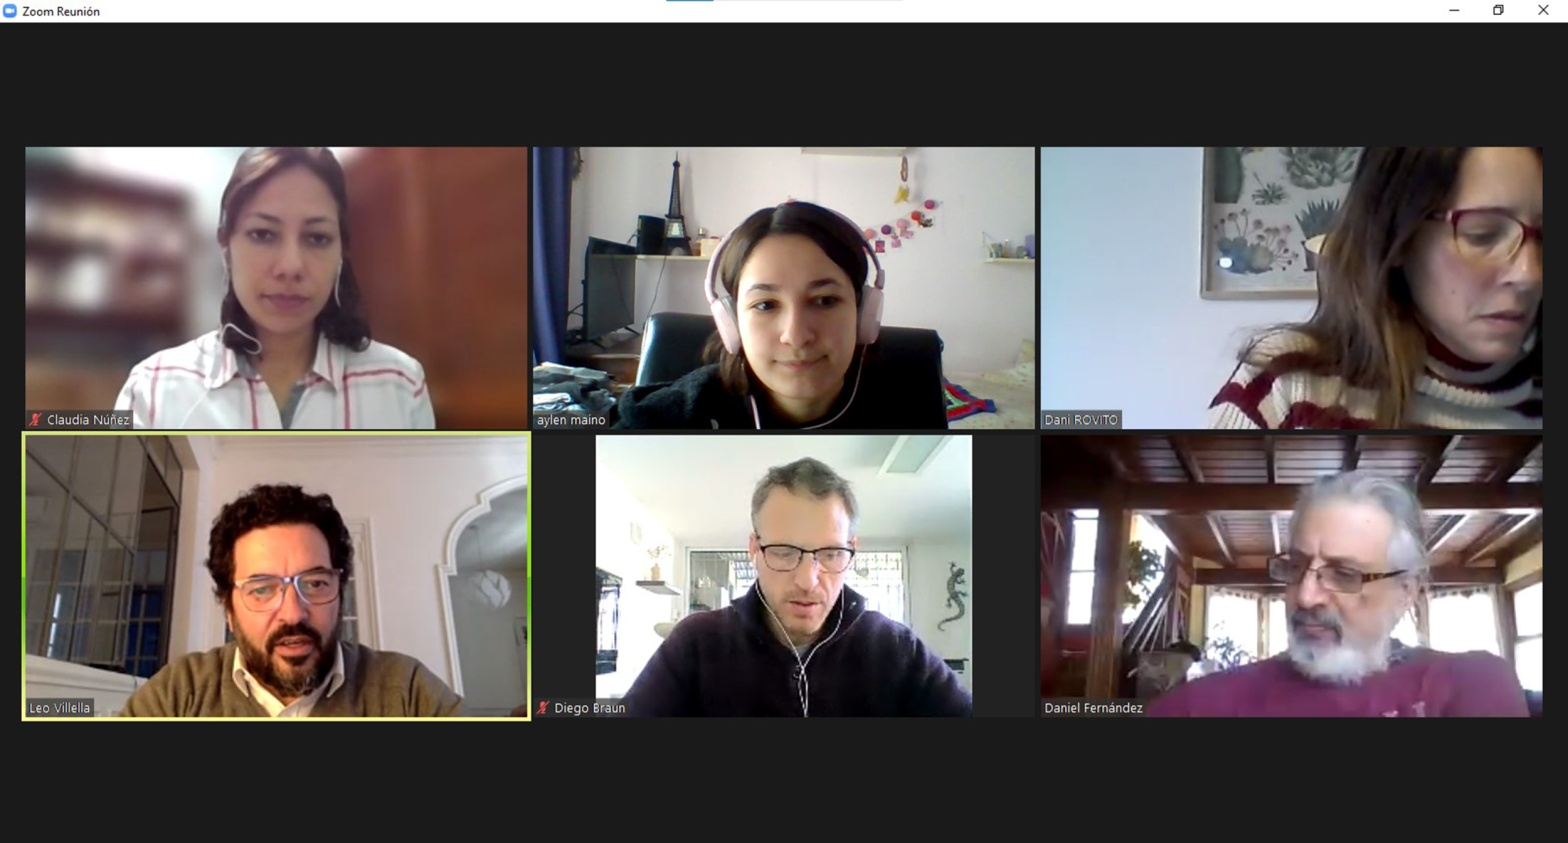 Zoom Reunión
Claudia Núñez
aylen maino
Dani ROVITO
Leo Villella
Diego Braun
Daniel Fernández